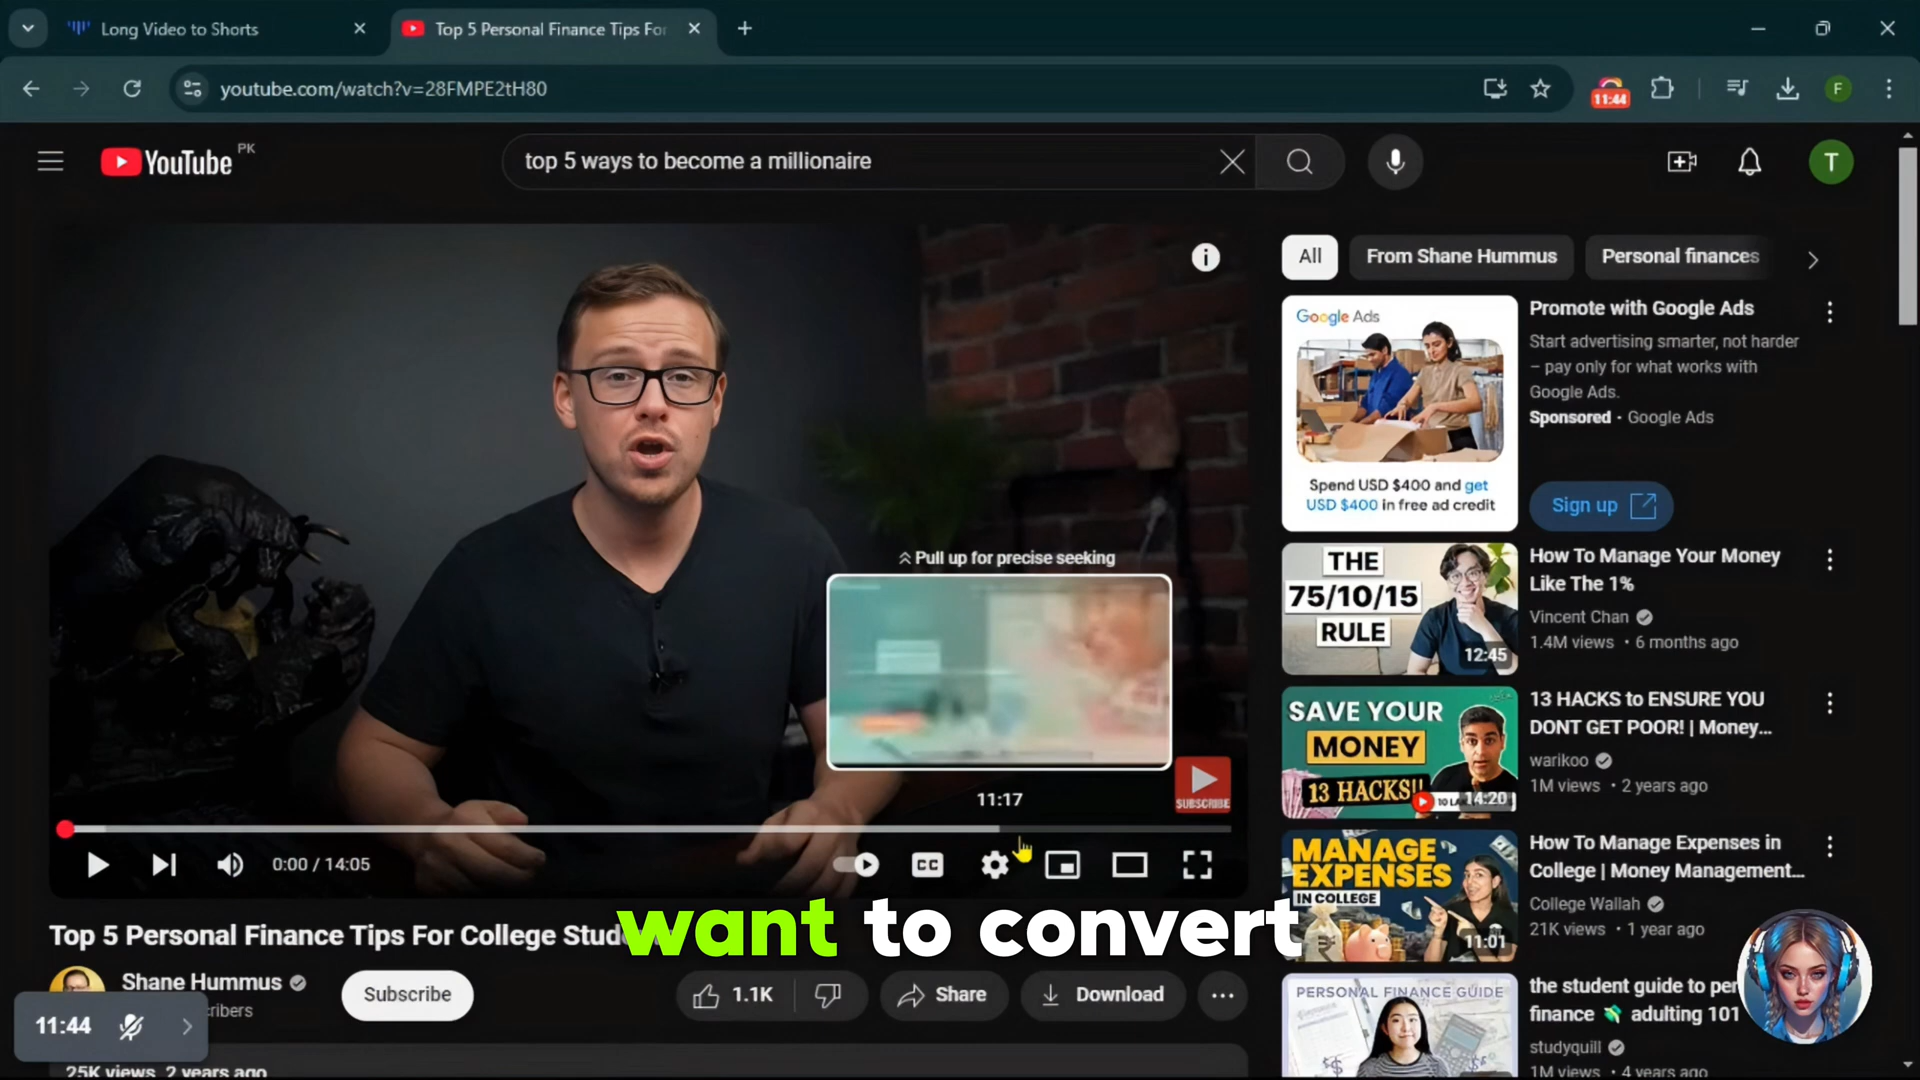 Long Video to Shorts
Top 5 Personal Finance Tips For
youtube.com/watch?v=28FMPE2tH80
11:44
F
YouTube PK
top 5 ways to become a millionaire
T
All
From Shane Hummus
Personal finances
Google Ads
Spend USD $400 and get
USD $400 in free ad credit
Promote with Google Ads
Start advertising smarter, not harder
– pay only for what works with
Google Ads.
Sponsored • Google Ads
Sign up
Pull up for precise seeking
11:17
SUBSCRIBE
0:00 / 14:05
CC
THE
75/10/15
RULE
12:45
How To Manage Your Money
Like The 1%
Vincent Chan
1.4M views • 6 months ago
SAVE YOUR
MONEY
13 HACKS!!
14:20
13 HACKS to ENSURE YOU
DONT GET POOR! | Money...
warikoo
1M views • 2 years ago
MANAGE
EXPENSES
IN COLLEGE
11:01
How To Manage Expenses in
College | Money Management...
College Wallah
21K views • 1 year ago
PERSONAL FINANCE GUIDE
the student guide to per
finance 💸 adulting 101
studyquill
1M views • 4 years ago
want to convert
Top 5 Personal Finance Tips For College Stud
Shane Hummus
cribers
Subscribe
1.1K
Share
Download
11:44
25K views 2 years ago